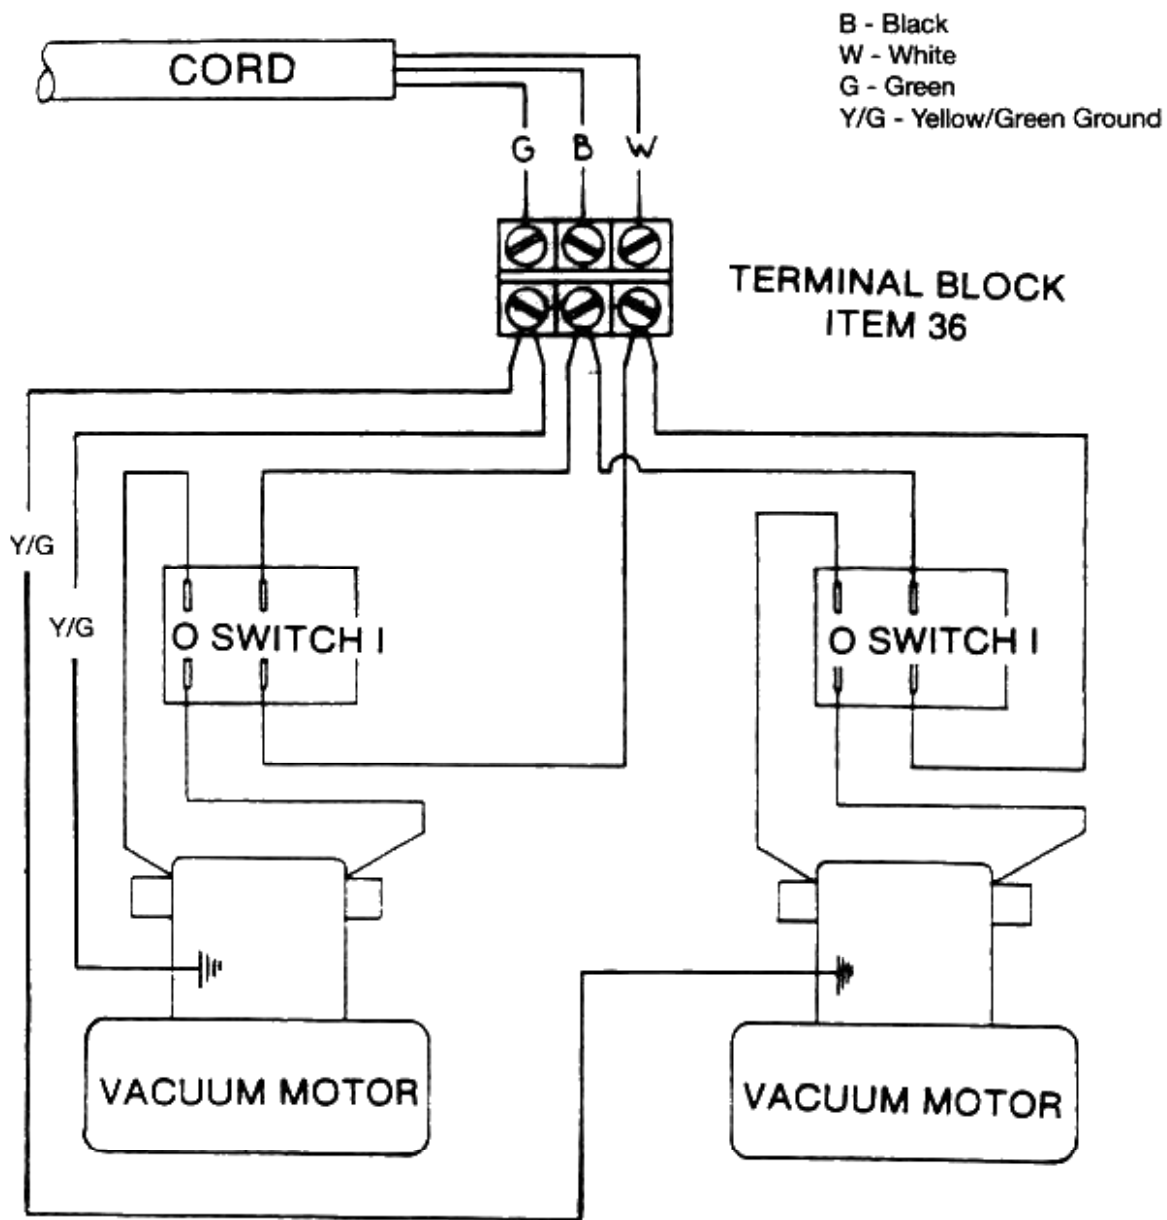 B - Black
W - White
G - Green
Y/G - Yellow/Green Ground
CORD
G B W
TERMINAL BLOCK
ITEM 36
Y/G
Y/G
O SWITCH I
O SWITCH I
VACUUM MOTOR
VACUUM MOTOR